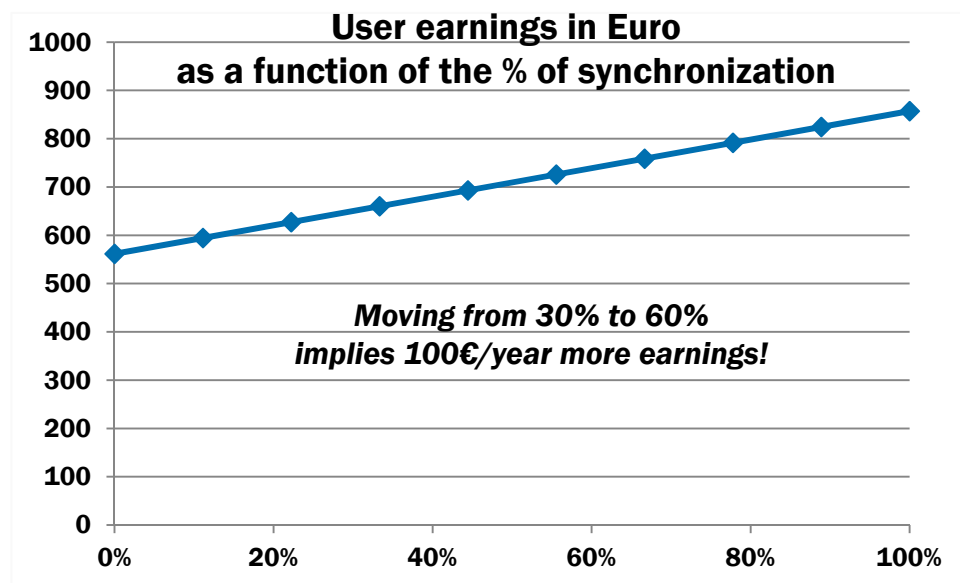 User earnings in Euro
as a function of the % of synchronization
1000
900
800
700
600
500
400
300
200
100
0
Moving from 30% to 60%
implies 100€/year more earnings!
0% 20% 40% 60% 80% 100%